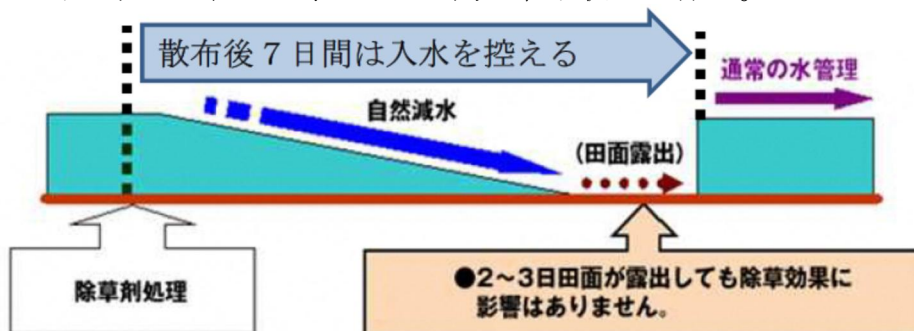 散布後７日間は入水を控える
通常の水管理
自然減水
（田面露出）
除草剤処理
●２～３日田面が露出しても除草効果に
影響はありません。